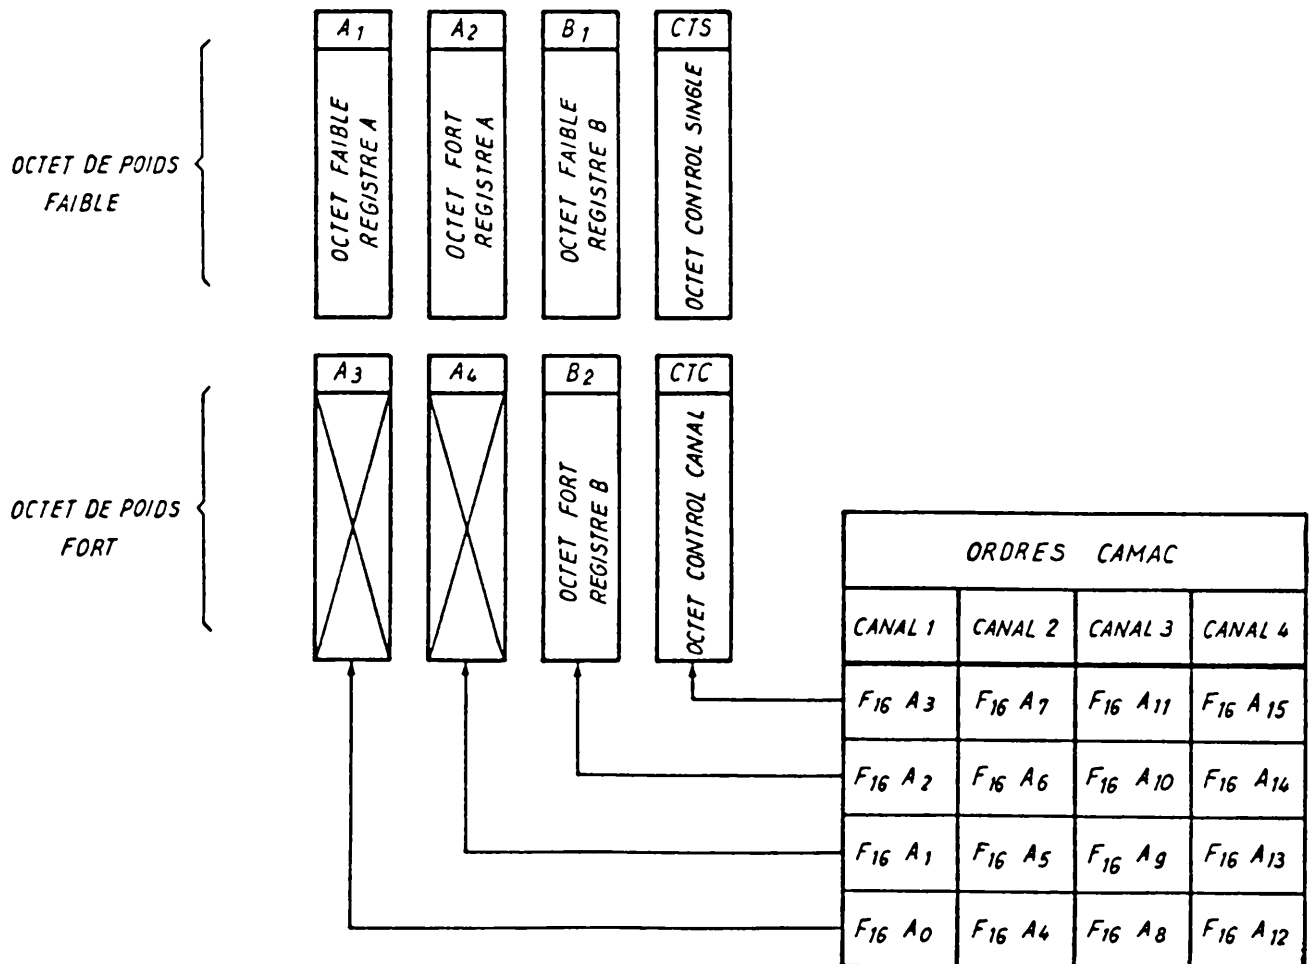 A1 A2 B1 CTS
OCTET DE POIDS
FAIBLE
OCTET FAIBLE
REGISTRE A
OCTET FORT
REGISTRE A
OCTET FAIBLE
REGISTRE B
OCTET CONTROL SINGLE
A3 A4 B2 CTC
OCTET DE POIDS
FORT
OCTET FORT
REGISTRE B
OCTET CONTROL CANAL
ORDRES CAMAC
CANAL 1 CANAL 2 CANAL 3 CANAL 4
F16 A3 F16 A7 F16 A11 F16 A15
F16 A2 F16 A6 F16 A10 F16 A14
F16 A1 F16 A5 F16 A9 F16 A13
F16 A0 F16 A4 F16 A8 F16 A12